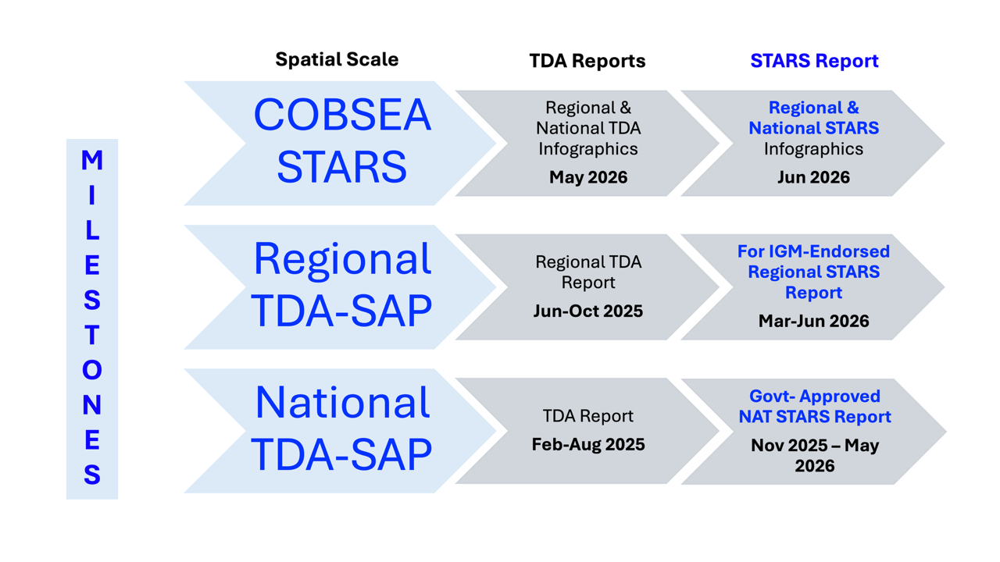 Spatial Scale
TDA Reports
STARS Report
MILESTONES
COBSEA
STARS
Regional &
National TDA
Infographics
May 2026
Regional &
National STARS
Infographics
Jun 2026
Regional
TDA-SAP
Regional TDA
Report
Jun-Oct 2025
For IGM-Endorsed
Regional STARS
Report
Mar-Jun 2026
National
TDA-SAP
TDA Report
Feb-Aug 2025
Govt- Approved
NAT STARS Report
Nov 2025 – May
2026